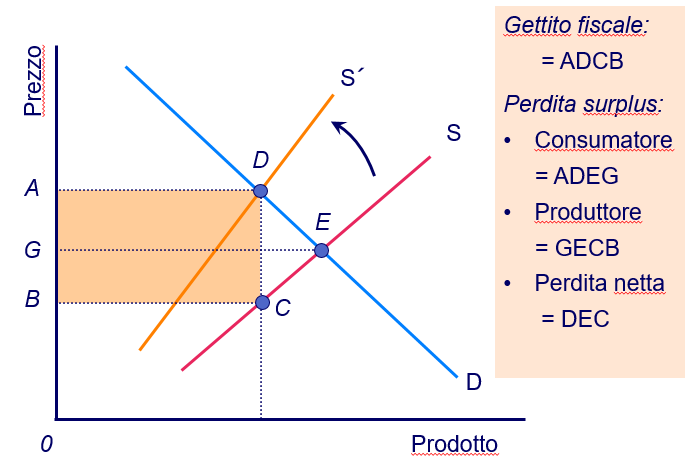 Prezzo
S´
S
D
A
E
G
B
C
D
0
Prodotto
Gettito fiscale:
= ADCB
Perdita surplus:
• Consumatore
= ADEG
• Produttore
= GECB
• Perdita netta
= DEC